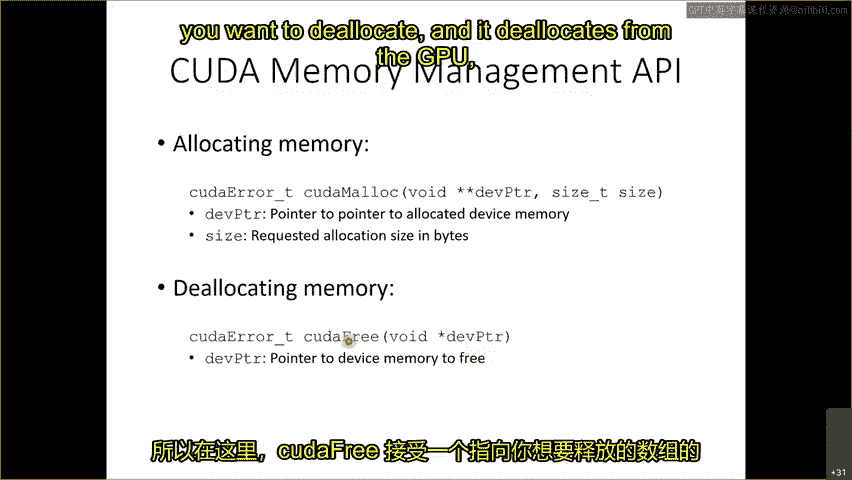 you want to deallocate, and it deallocates from
the GPU,
CUDA Memory Management API
• Allocating memory:
cudaError_t cudaMalloc(void **devPtr, size_t size)
• devPtr: Pointer to pointer to allocated device memory
• size: Requested allocation size in bytes
• Deallocating memory:
cudaError_t cudaFree(void *devPtr)
• devPtr: Pointer to device memory to free
所以在这里，cudaFree 接受一个指向你想要释放的数组的
+31